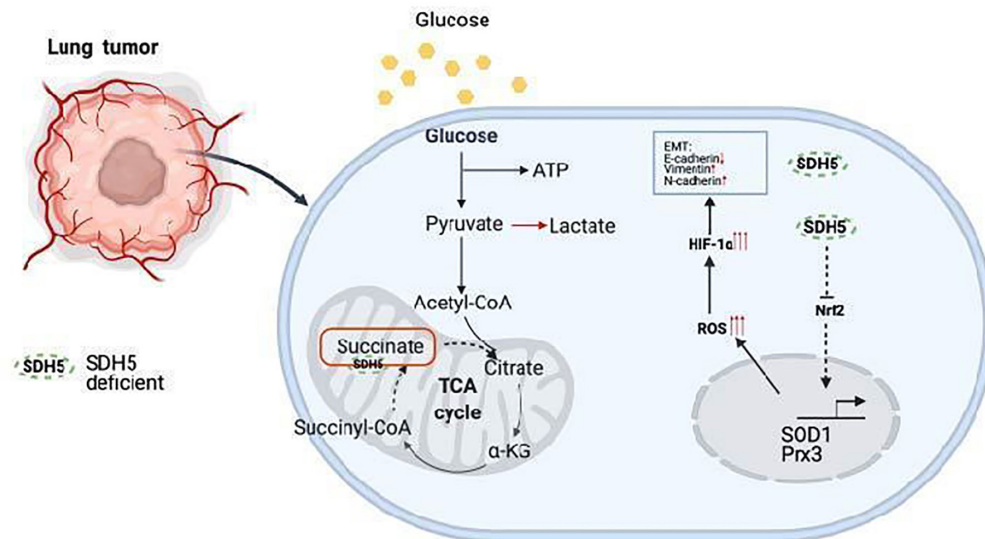 Glucose
Lung tumor
Glucose
ATP
Pyruvate
Lactate
Acetyl-CoA
Succinate
SDH5
Citrate
TCA
cycle
Succinyl-CoA
α-KG
SDH5
SDH5
deficient
EMT:
E-cadherin↓
Vimentin↑
N-cadherin↑
SDH5
SDH5
HIF-1α↑↑↑
Nrf2
ROS ↑↑↑
SOD1
Prx3